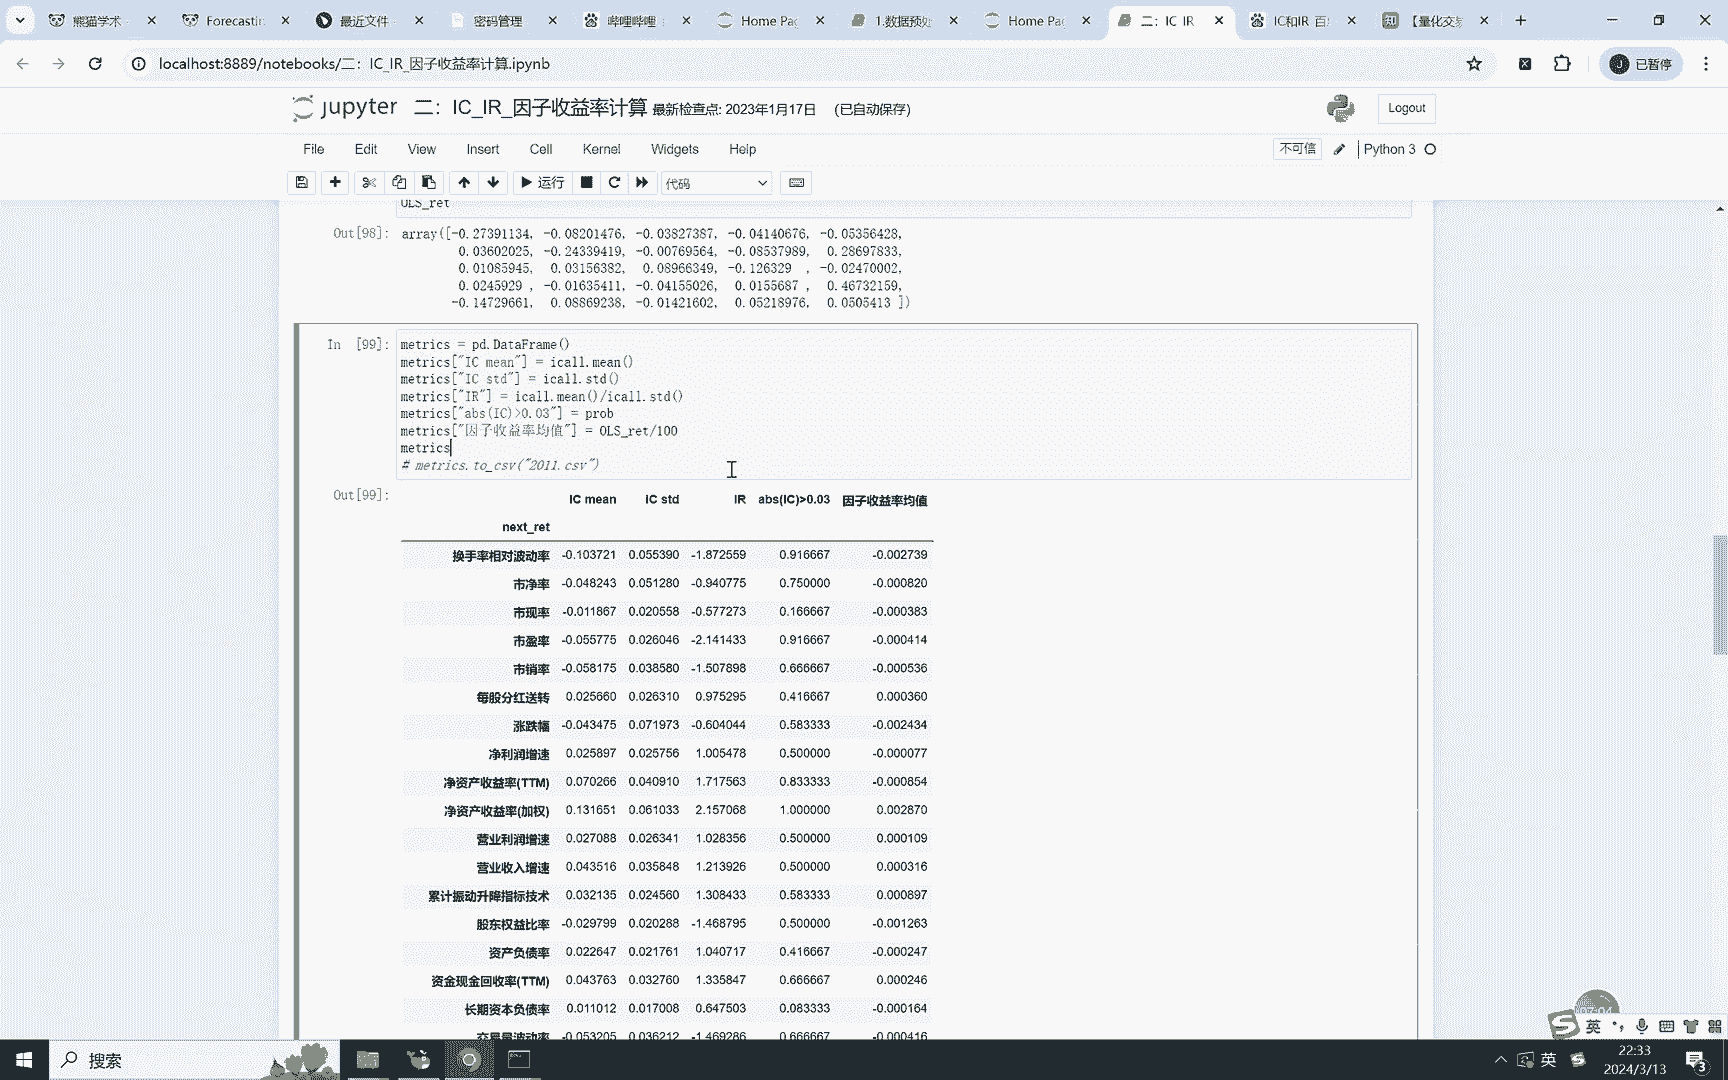 熊猫学术
Forecastin
最近文件
密码管理
哔哩哔哩
Home Pag
1.数据预处
Home Pag
二：IC IR
IC和IR 百
【量化交易
localhost:8889/notebooks/二：IC_IR_因子收益率计算.ipynb
已暂停
jupyter 二：IC_IR_因子收益率计算 最新检查点: 2023年1月17日 (已自动保存)
Logout
File Edit View Insert Cell Kernel Widgets Help
不可信 Python 3
运行 代码
OLS_ret
Out[98]: array([-0.27391134, -0.08201476, -0.03827387, -0.04140676, -0.05356428,
0.03602025, -0.24339419, -0.00769564, -0.08537989, 0.28697833,
0.01085945, 0.03156382, 0.08966349, -0.126329 , -0.02470002,
0.0245929 , -0.01635411, -0.04155026, 0.0155687 , 0.46732159,
-0.14729661, 0.08869238, -0.01421602, 0.05218976, 0.0505413 ])
In [99]: metrics = pd.DataFrame()
metrics["IC mean"] = icall.mean()
metrics["IC std"] = icall.std()
metrics["IR"] = icall.mean()/icall.std()
metrics["abs(IC)>0.03"] = prob
metrics["因子收益率均值"] = OLS_ret/100
metrics
# metrics.to_csv("2011.csv")
Out[99]: IC mean IC std IR abs(IC)>0.03 因子收益率均值
next_ret
换手率相对波动率 -0.103721 0.055390 -1.872559 0.916667 -0.002739
市净率 -0.048243 0.051280 -0.940775 0.750000 -0.000820
市现率 -0.011867 0.020558 -0.577273 0.166667 -0.000383
市盈率 -0.055775 0.026046 -2.141433 0.916667 -0.000414
市销率 -0.058175 0.038580 -1.507898 0.666667 -0.000536
每股分红送转 0.025660 0.026310 0.975295 0.416667 0.000360
涨跌幅 -0.043475 0.071973 -0.604044 0.583333 -0.002434
净利润增速 0.025897 0.025756 1.005478 0.500000 -0.000077
净资产收益率(TTM) 0.070266 0.040910 1.717563 0.833333 -0.000854
净资产收益率(加权) 0.131651 0.061033 2.157068 1.000000 0.002870
营业利润增速 0.027088 0.026341 1.028356 0.500000 0.000109
营业收入增速 0.043516 0.035848 1.213926 0.500000 0.000316
累计振动升降指标技术 0.032135 0.024560 1.308433 0.583333 0.000897
股东权益比率 -0.029799 0.020288 -1.468795 0.500000 -0.001263
资产负债率 0.022647 0.021761 1.040717 0.416667 -0.000247
资金现金回收率(TTM) 0.043763 0.032760 1.335847 0.666667 0.000246
长期资本负债率 0.011012 0.017008 0.647503 0.083333 -0.000164
交易量波动率 -0.053205 0.036212 -1.469286 0.666667 -0.000416
英
搜索
英
22:33
2024/3/13
3